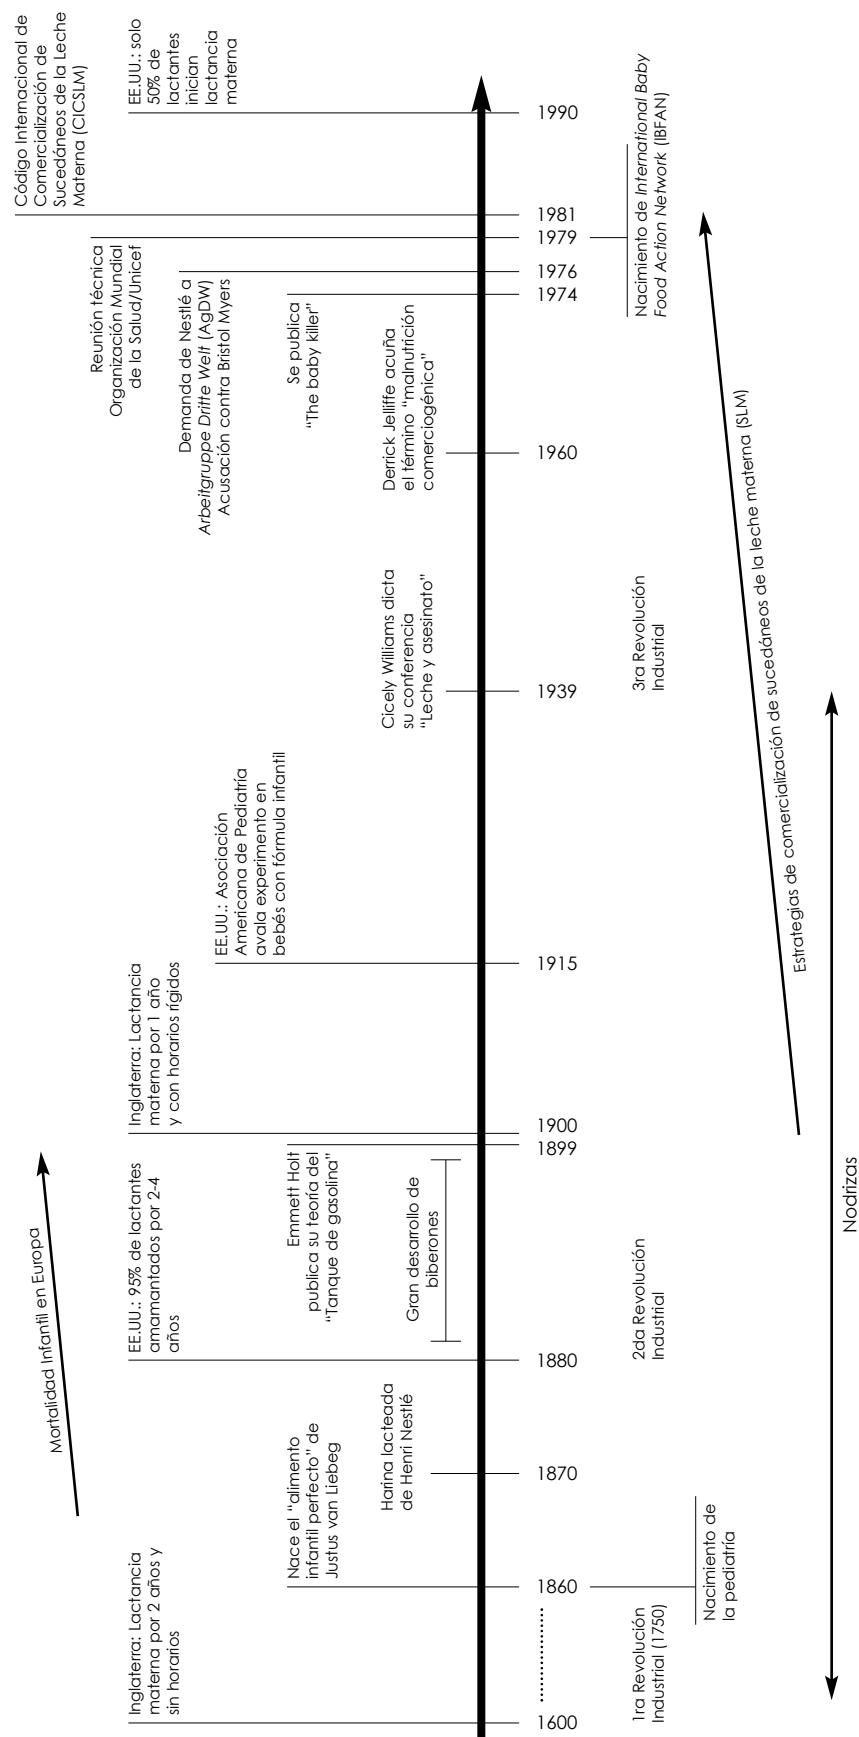 Mortalidad Infantil en Europa
Inglaterra: Lactancia
materna por 2 años y
sin horarios
EE.UU.: 95% de lactantes
amamantados por 2-4
años
Inglaterra: Lactancia
materna por 1 año
y con horarios rígidos
EE.UU.: Asociación
Americana de Pediatría
avala experimento en
bebés con fórmula infantil
Código Internacional de
Comercialización de
Sucedáneos de la Leche
Materna (CICSLM)
Reunión técnica
Organización Mundial
de la Salud/Unicef
EE.UU.: solo
50% de
lactantes
inician
lactancia
materna
Demanda de Nestlé a
Arbeitgruppe Dritte Welt (AgDW)
Acusación contra Bristol Myers
Nace el “alimento
infantil perfecto” de
Justus van Liebeg
Emmett Holt
publica su teoría del
“Tanque de gasolina”
Se publica
“The baby killer”
Harina lacteada
de Henri Nestlé
Gran desarrollo de
biberones
Cicely Williams dicta
su conferencia
“Leche y asesinato”
Derrick Jelliffe acuña
el término “malnutrición
comerciogénica”
1600
1860
1870
1880
1899
1900
1915
1939
1960
1974
1976
1979
1981
1990
1ra Revolución
Industrial (1750)
2da Revolución
Industrial
3ra Revolución
Industrial
Nacimiento de International Baby
Food Action Network (IBFAN)
Nacimiento de
la pediatría
Estrategias de comercialización de sucedáneos de la leche materna (SLM)
Nodrizas